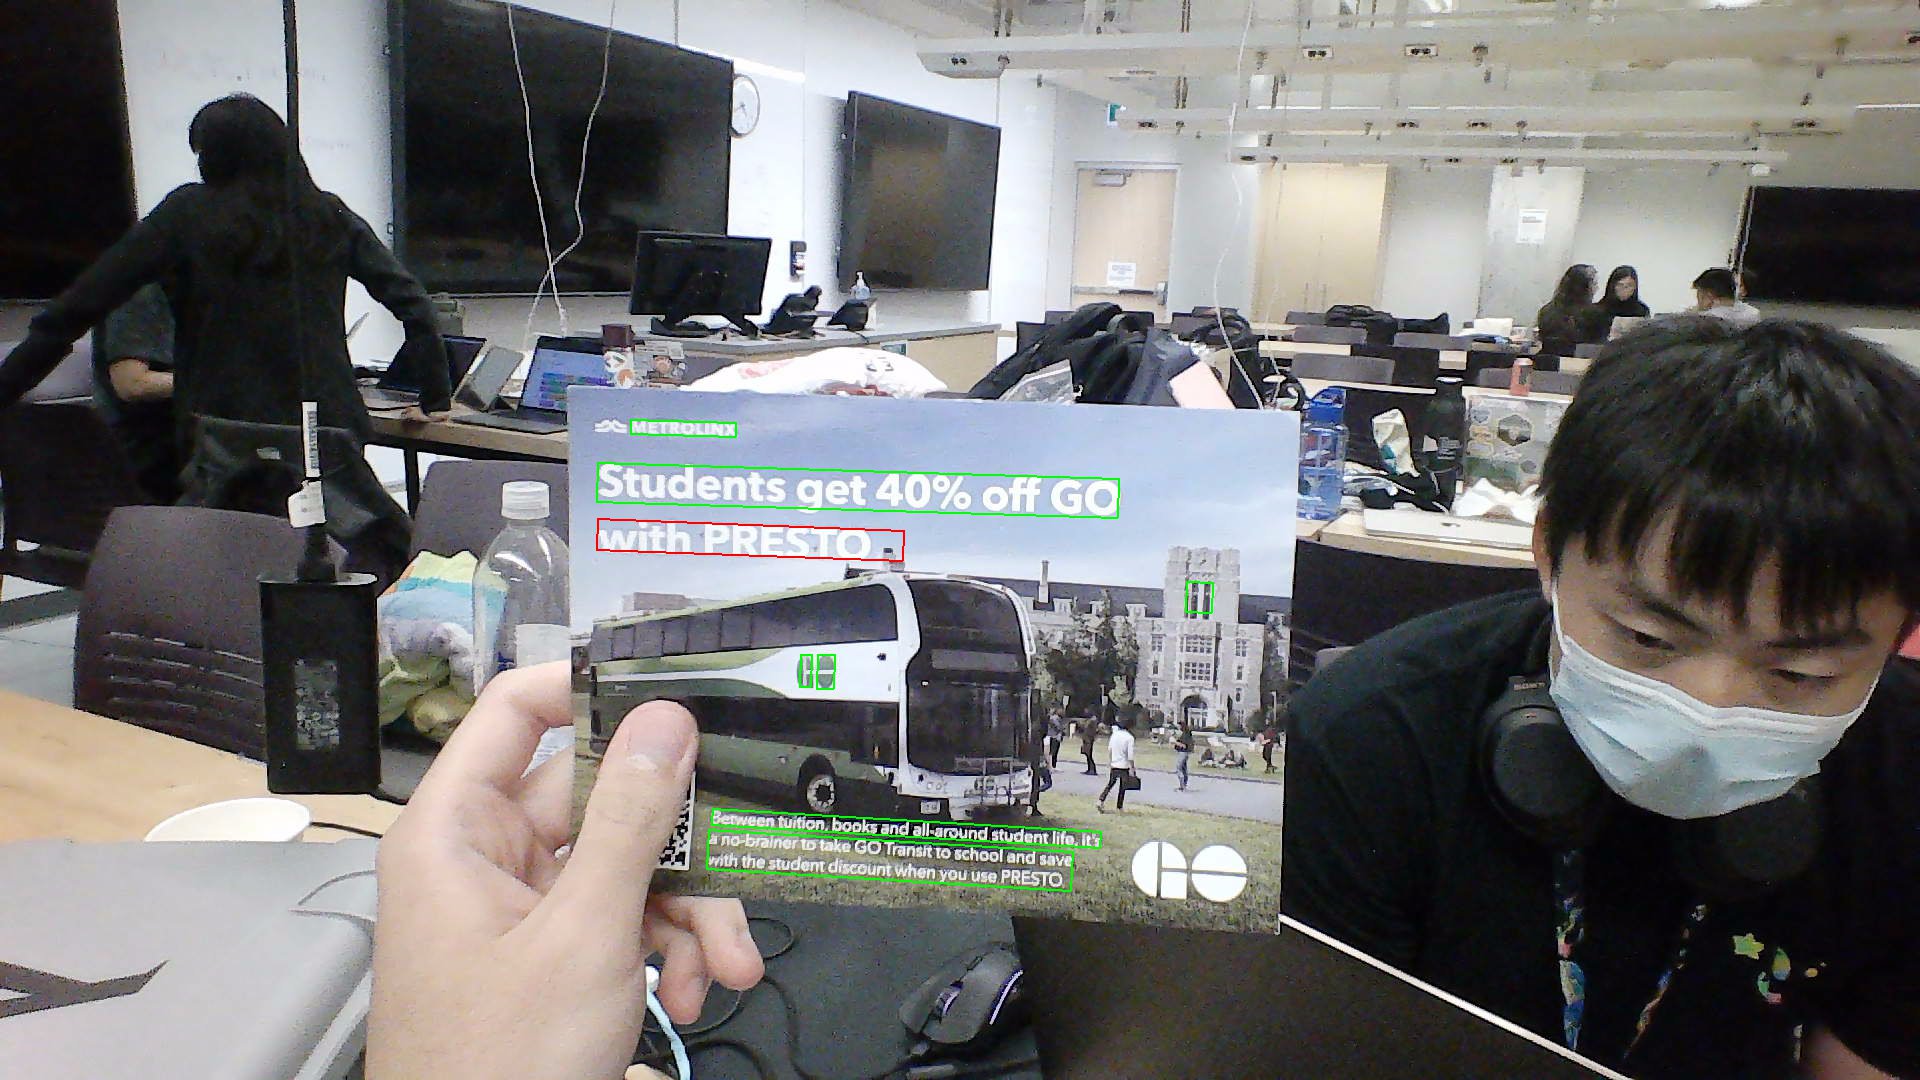 METROLINX
Students get 40% off GO
with PRESTO
Between tuition, books and all-around student life, it's
a no-brainer to take GO Transit to school and save
with the student discount when you use PRESTO.
GO
SONY